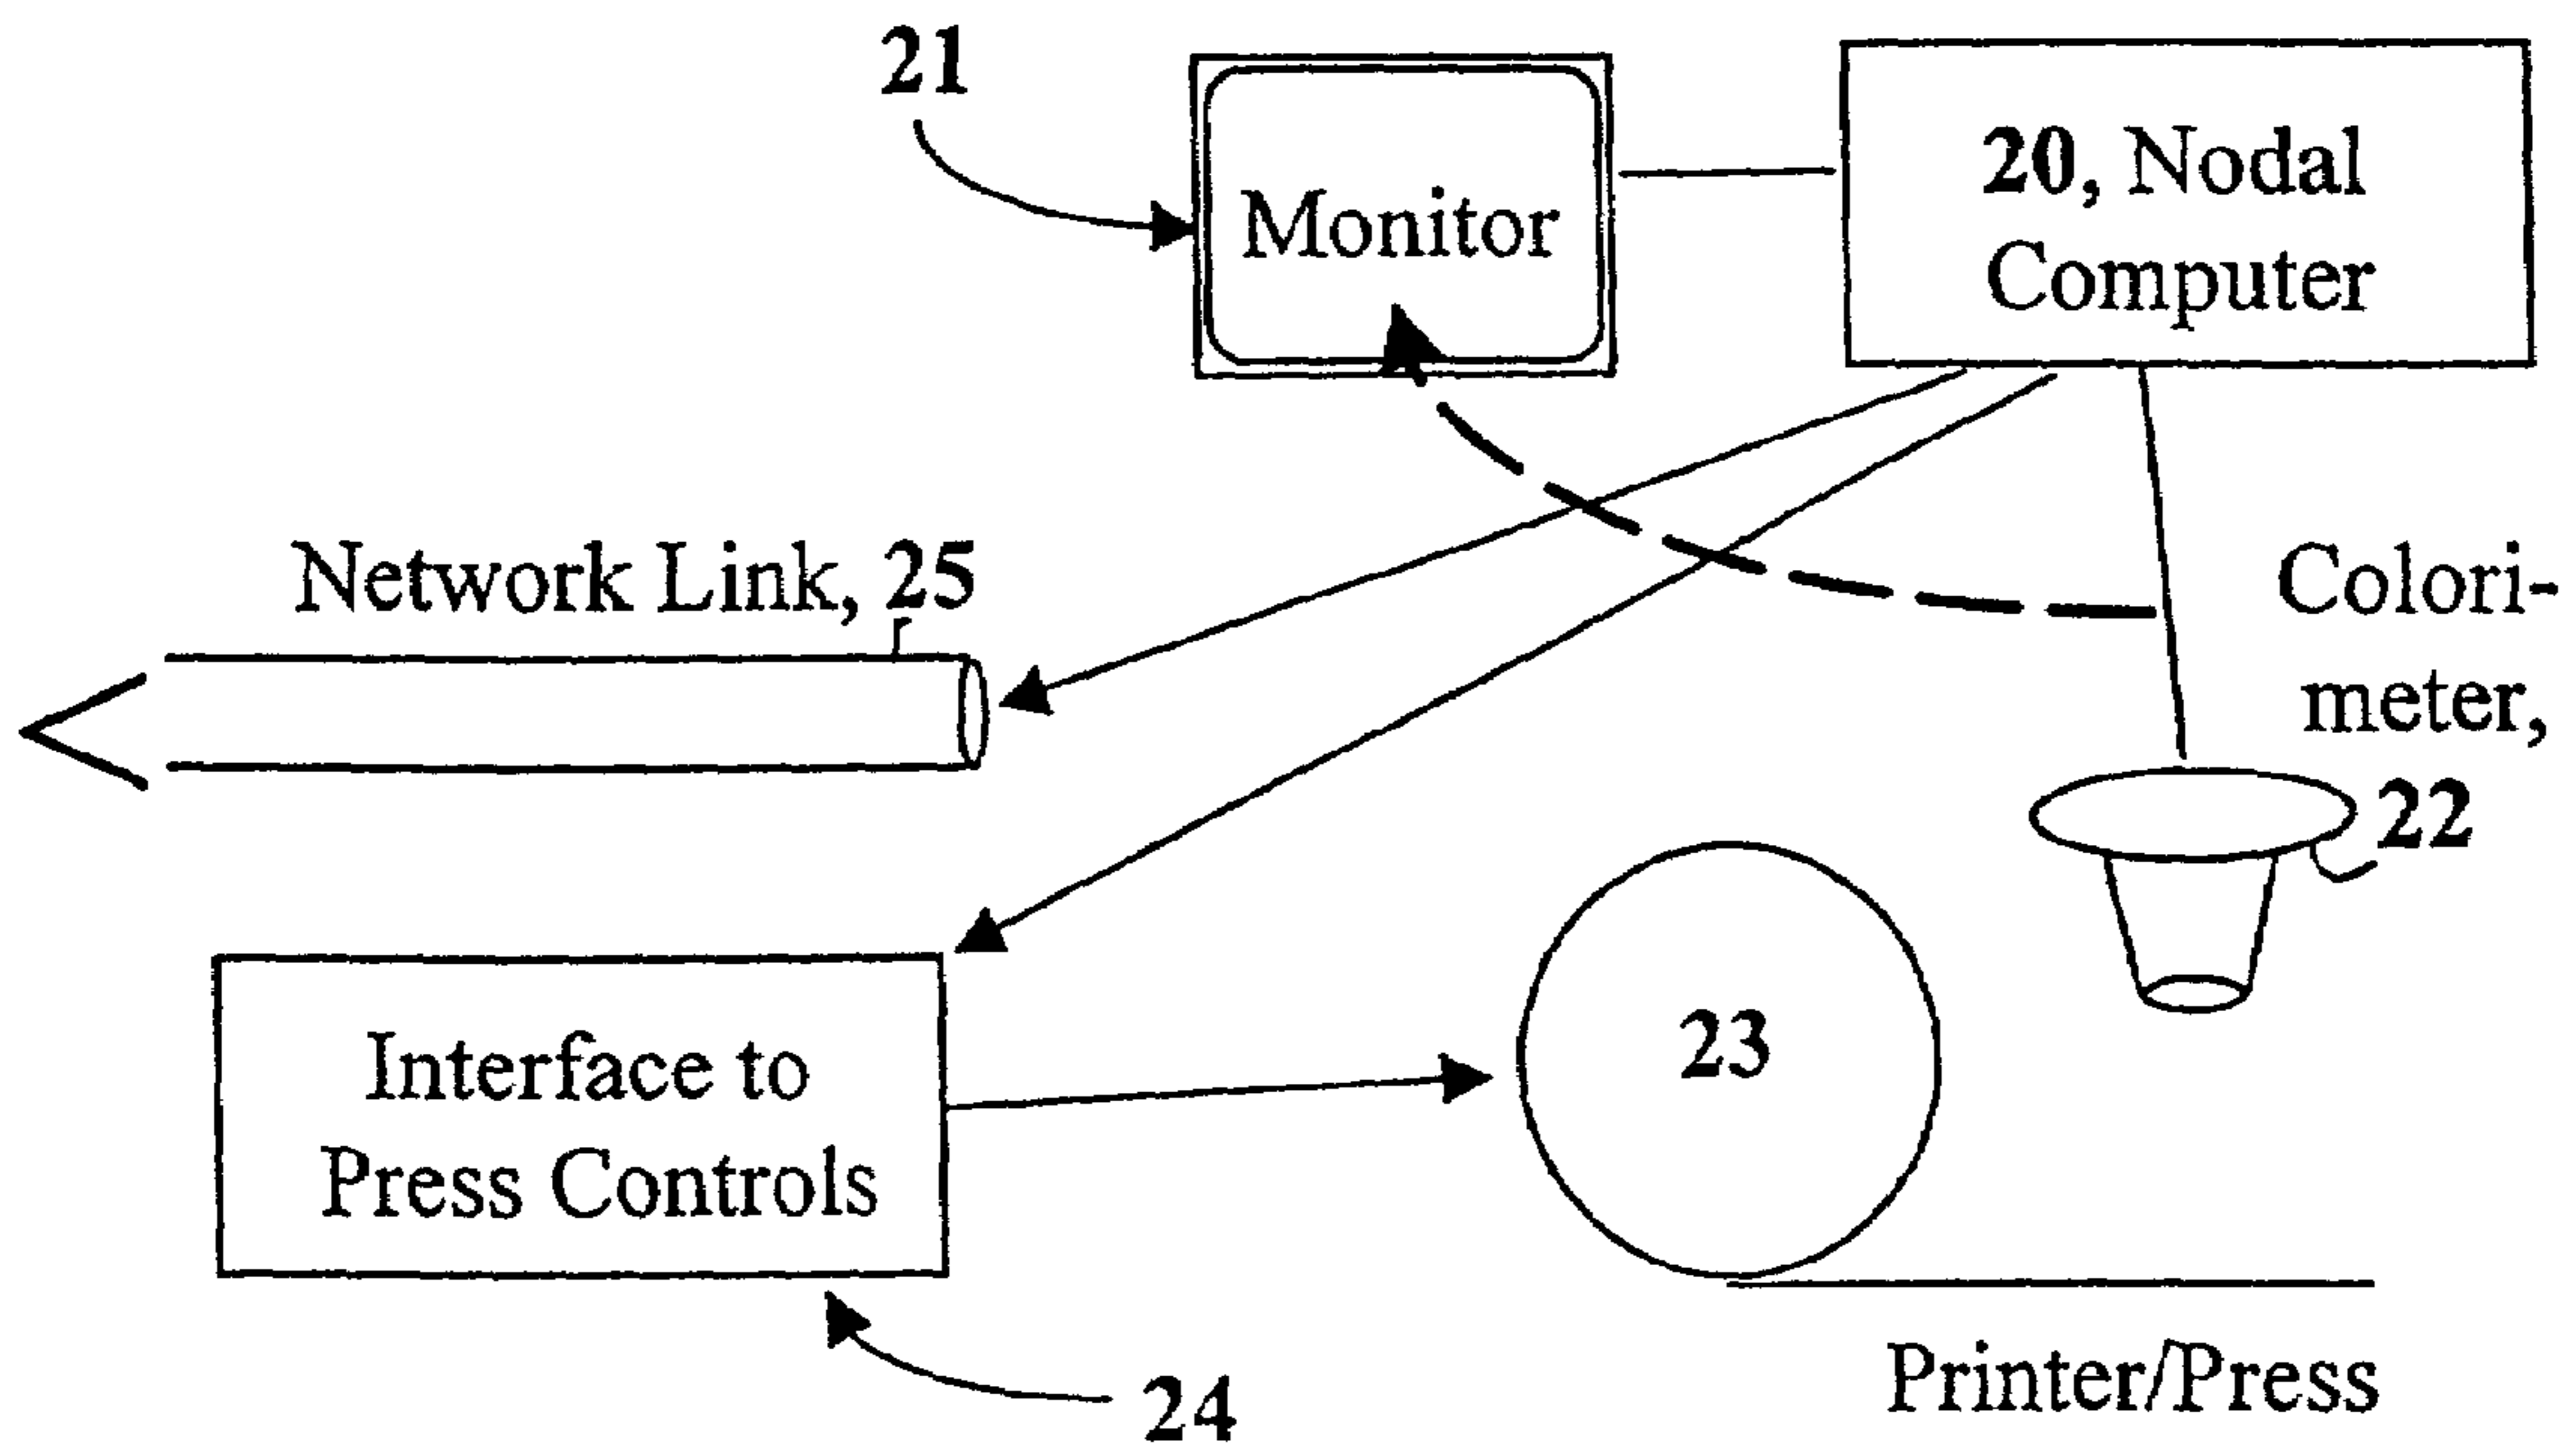 21
Monitor
20, Nodal
Computer
Network Link, 25
Colori-
meter,
22
Interface to
Press Controls
23
24
Printer/Press